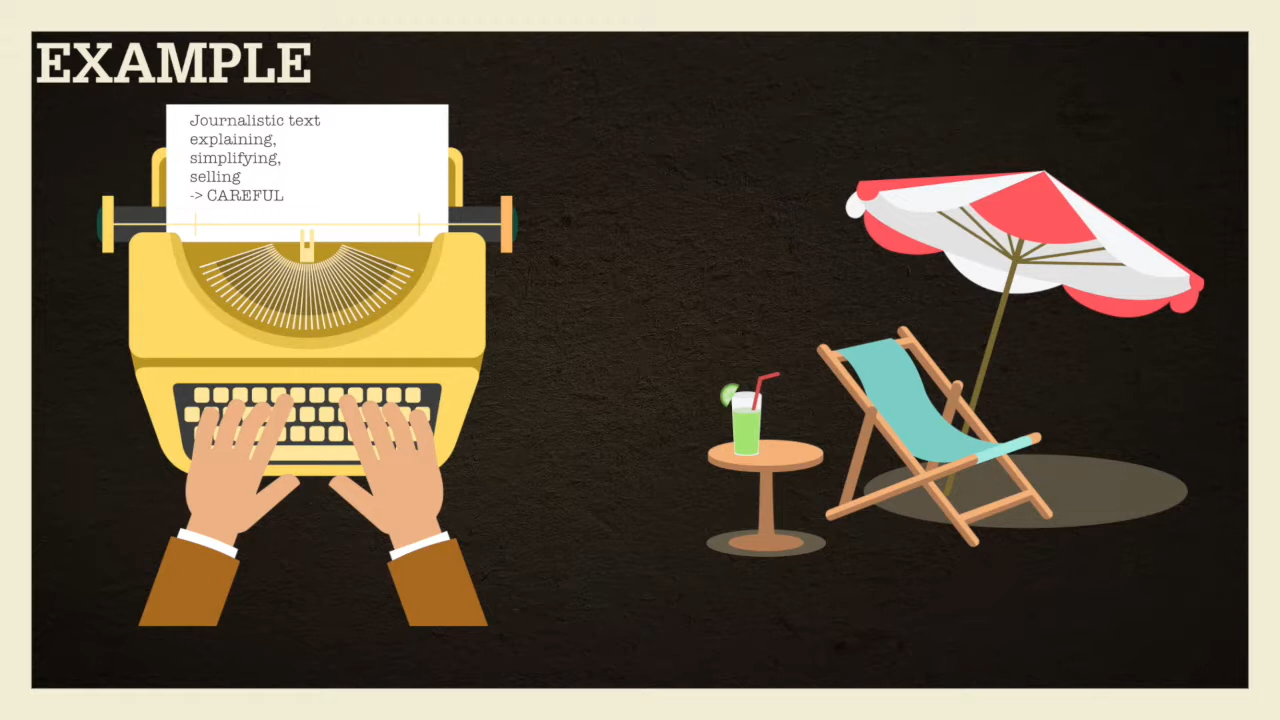 EXAMPLE
Journalistic text
explaining,
simplifying,
selling
-> CAREFUL